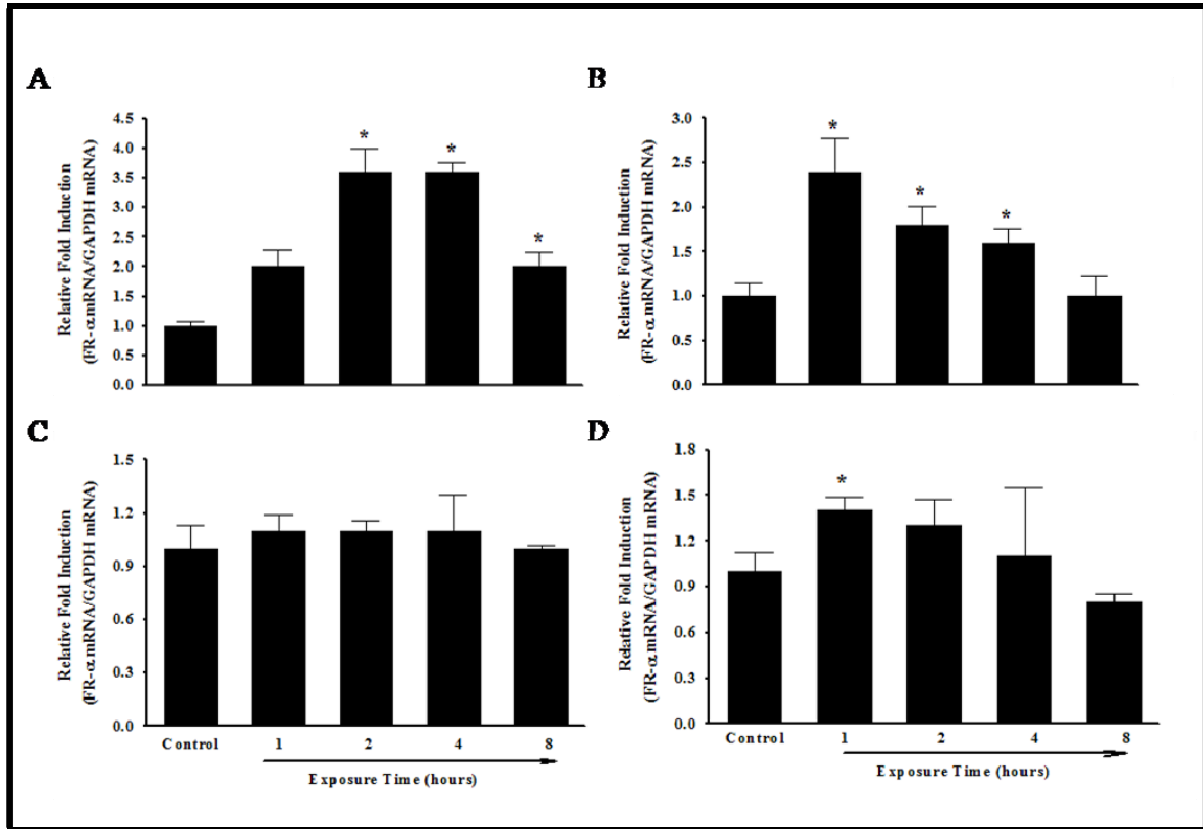 A
Relative Fold Induction
(FR-α mRNA/GAPDH mRNA)
4.5
4.0
3.5
3.0
2.5
2.0
1.5
1.0
0.5
0.0
*
*
*
B
Relative Fold Induction
(FR-α mRNA/GAPDH mRNA)
3.0
2.5
2.0
1.5
1.0
0.5
0.0
*
*
*
C
Relative Fold Induction
(FR-α mRNA/GAPDH mRNA)
1.5
1.2
0.9
0.6
0.3
0.0
Control 1 2 4 8
Exposure Time (hours)
D
Relative Fold Induction
(FR-α mRNA/GAPDH mRNA)
1.8
1.5
1.2
0.9
0.6
0.3
0.0
*
Control 1 2 4 8
Exposure Time (hours)